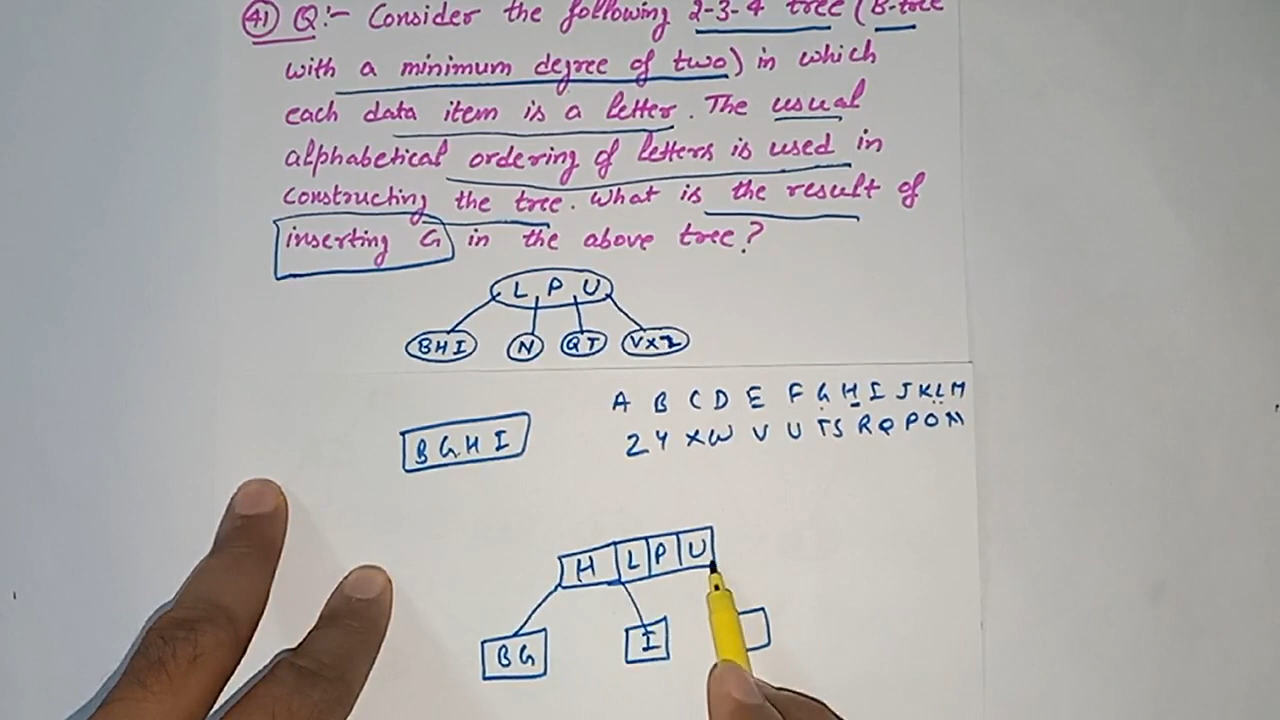 41) Q:- Consider the following 2-3-4 tree (B-tree
with a minimum degree of two) in which
each data item is a letter. The usual
alphabetical ordering of letters is used in
constructing the tree. What is the result of
inserting G in the above tree?
L P U
BHI N QT VXZ
A B C D E F G H I J K L M
Z Y X W V U T S R Q P O N
B G H I
H L P U
BG I